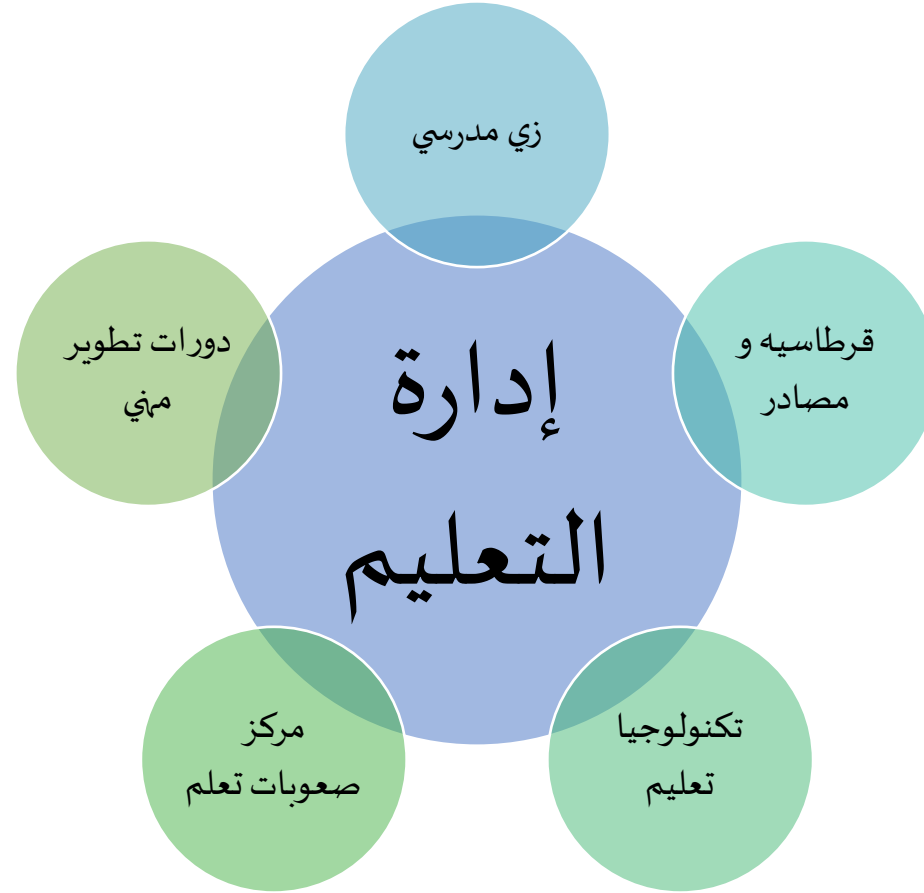 زي مدرسي
قرطاسيه و
مصادر
تكنولوجيا
تعليم
مركز
صعوبات تعلم
دورات تطوير
مهني
إدارة
التعليم